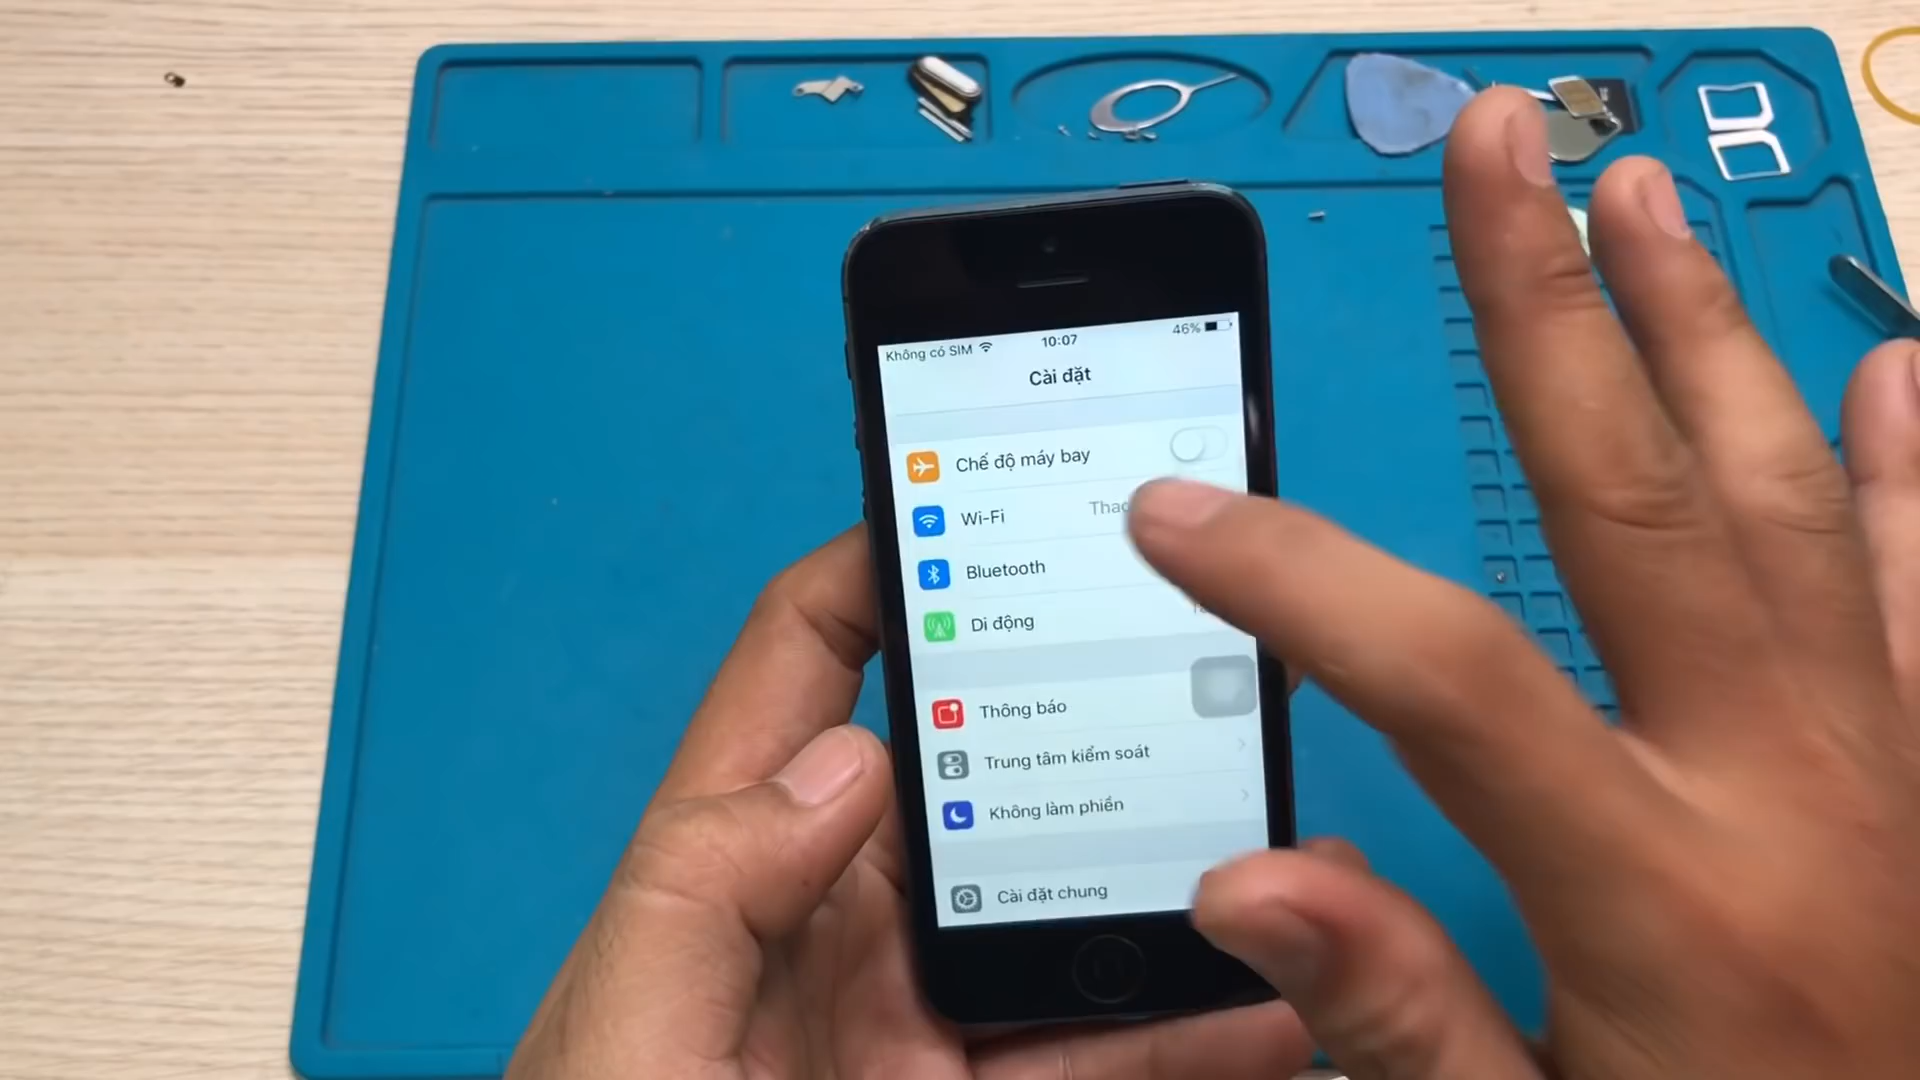 Không có SIM
10:07
46%
Cài đặt
Chế độ máy bay
Wi-Fi
Bluetooth
Di động
Thông báo
Trung tâm kiểm soát
Không làm phiền
Cài đặt chung